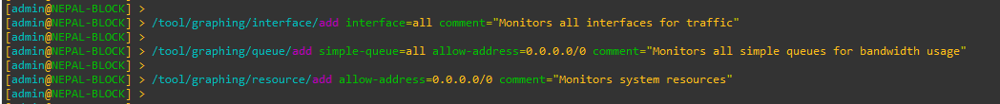 [admin@NEPAL-BLOCK] >
[admin@NEPAL-BLOCK] > /tool/graphing/interface/add interface=all comment="Monitors all interfaces for traffic"
[admin@NEPAL-BLOCK] >
[admin@NEPAL-BLOCK] > /tool/graphing/queue/add simple-queue=all allow-address=0.0.0.0/0 comment="Monitors all simple queues for bandwidth usage"
[admin@NEPAL-BLOCK] >
[admin@NEPAL-BLOCK] > /tool/graphing/resource/add allow-address=0.0.0.0/0 comment="Monitors system resources"
[admin@NEPAL-BLOCK] >